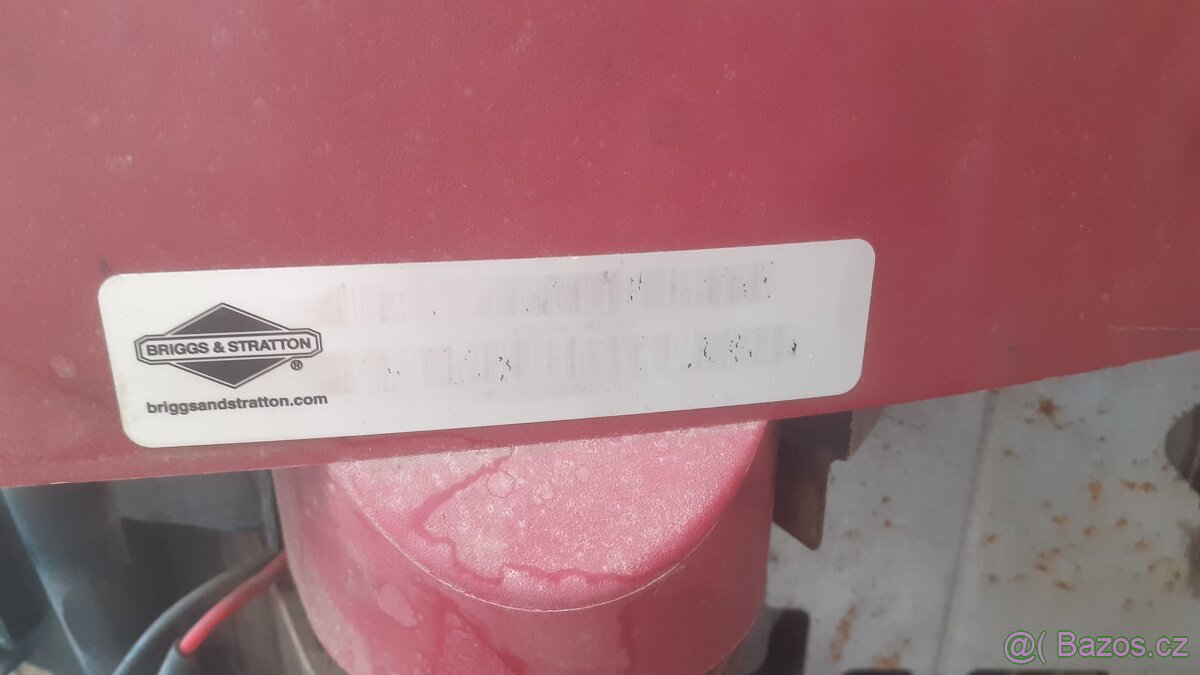 BRIGGS & STRATTON
®
briggsandstratton.com
@( Bazos.cz